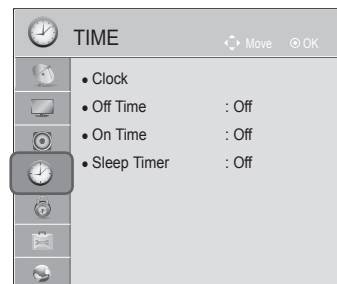 TIME
Move OK
• Clock
• Off Time : Off
• On Time : Off
• Sleep Timer : Off